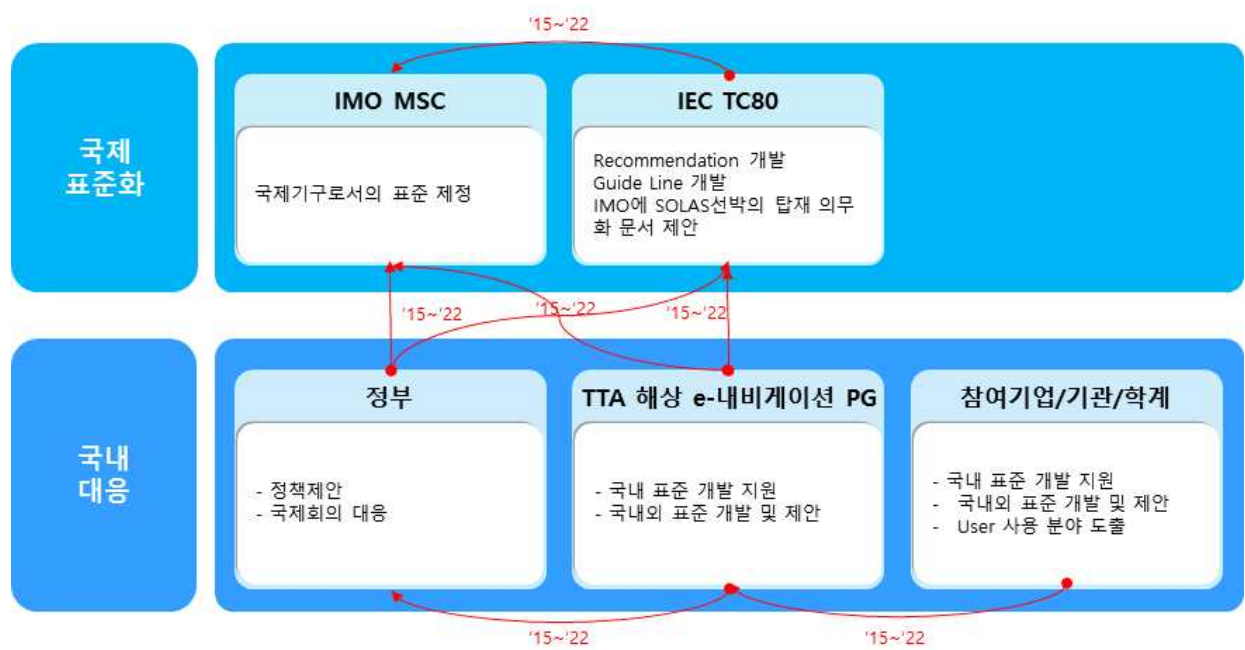 '15~'22
국제
표준화
IMO MSC
국제기구로서의 표준 제정
IEC TC80
Recommendation 개발
Guide Line 개발
IMO에 SOLAS선박의 탑재 의무
화 문서 제안
'15~'22
'15~'22
'15~'22
국내
대응
정부
- 정책제안
- 국제회의 대응
TTA 해상 e-내비게이션 PG
- 국내 표준 개발 지원
- 국내외 표준 개발 및 제안
참여기업/기관/학계
- 국내 표준 개발 지원
- 국내외 표준 개발 및 제안
- User 사용 분야 도출
'15~'22
'15~'22